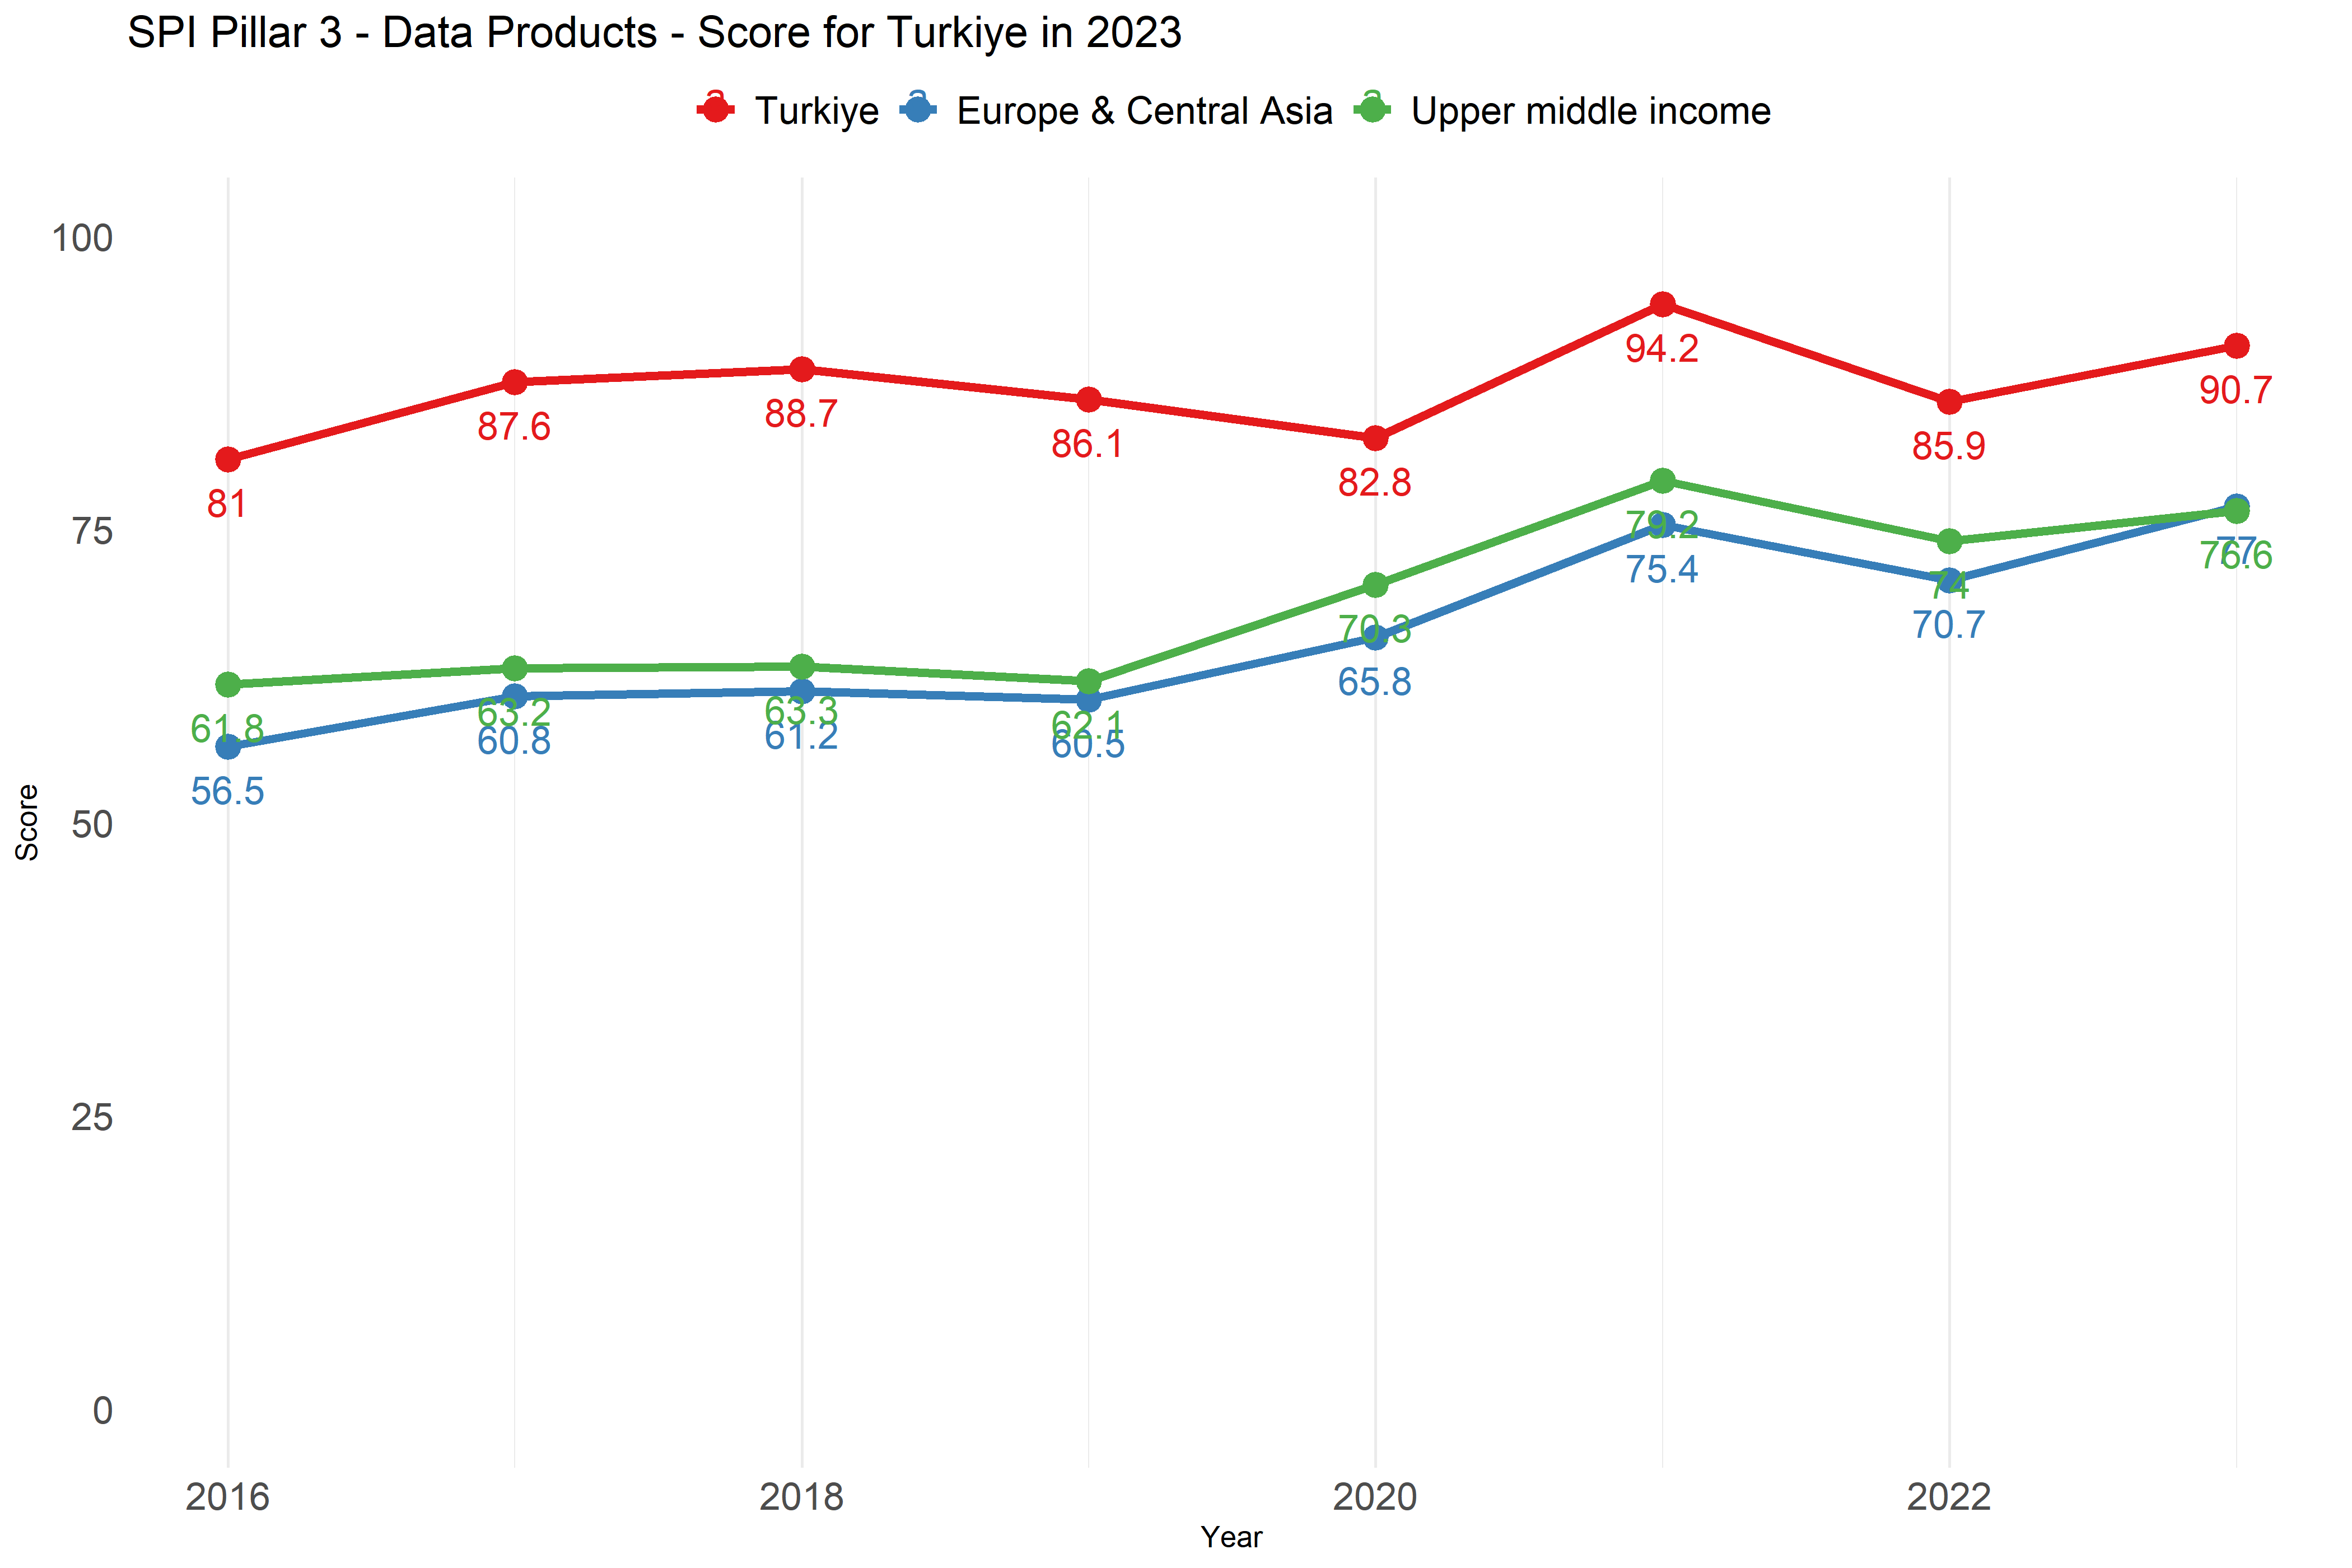 SPI Pillar 3 - Data Products - Score for Turkiye in 2023
Turkiye Europe & Central Asia Upper middle income
100
75
50
25
0
Score
81 87.6 88.7 86.1 82.8 94.2 85.9 90.7
61.8 63.2 63.3 62.1 70.3 79.2 74 76.6
56.5 60.8 61.2 60.5 65.8 75.4 70.7 77
2016 2018 2020 2022
Year